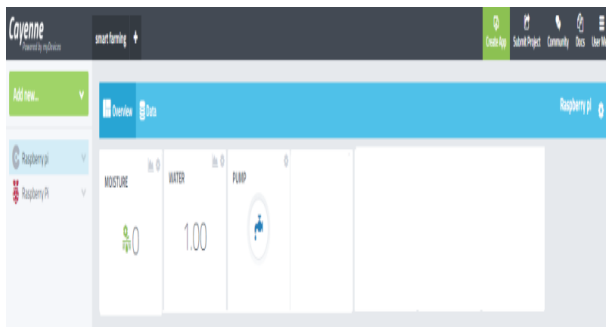 Cayenne
Powered by myDevices
smart farming +
Create App Submit Project Community Docs User M
Add new...
Overview Data
Raspberry pi
Raspberry pi
Raspberry Pi
MOISTURE
WATER
PUMP
0
1.00